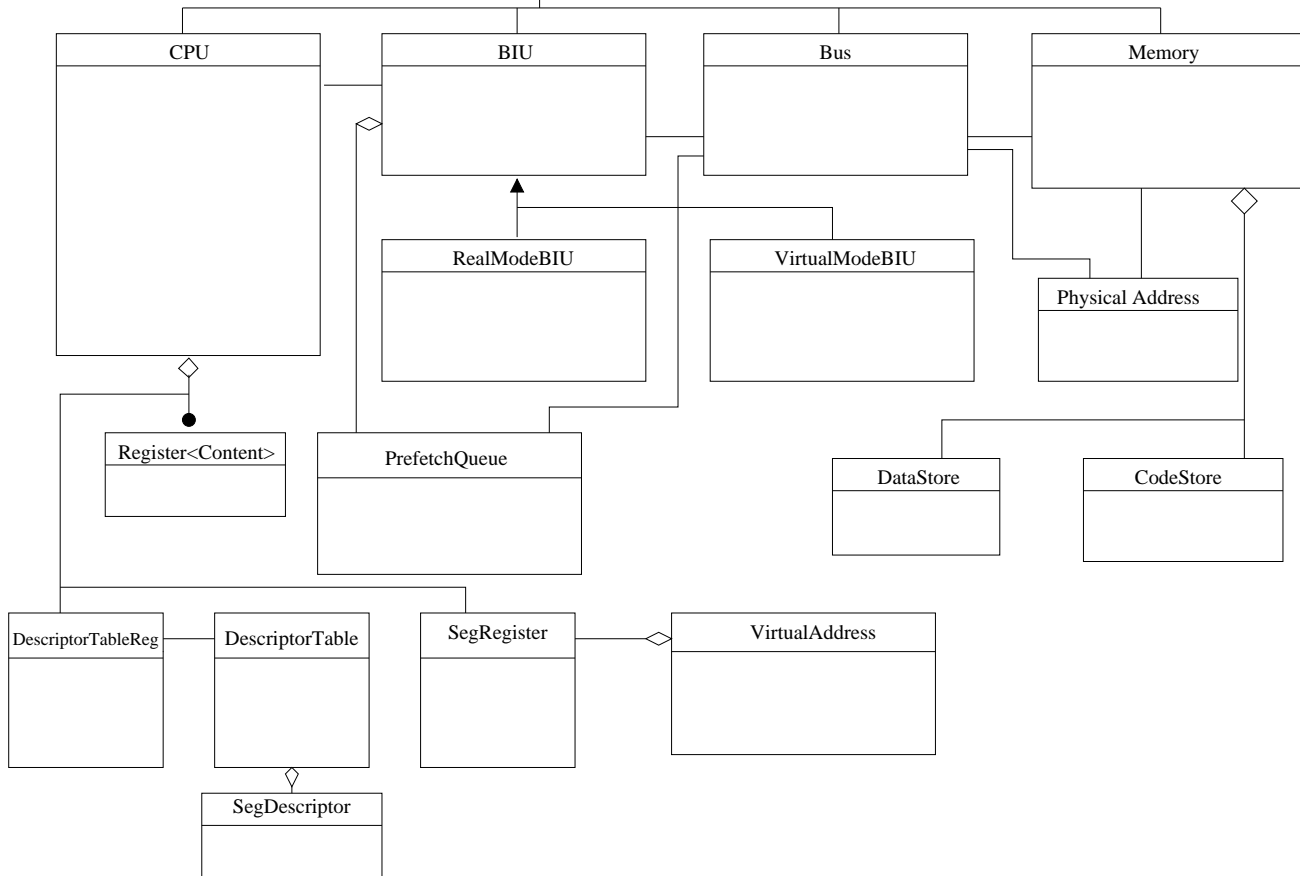 CPU
BIU
Bus
Memory
RealModeBIU
VirtualModeBIU
Physical Address
Register<Content>
PrefetchQueue
DataStore
CodeStore
DescriptorTableReg
DescriptorTable
SegRegister
VirtualAddress
SegDescriptor